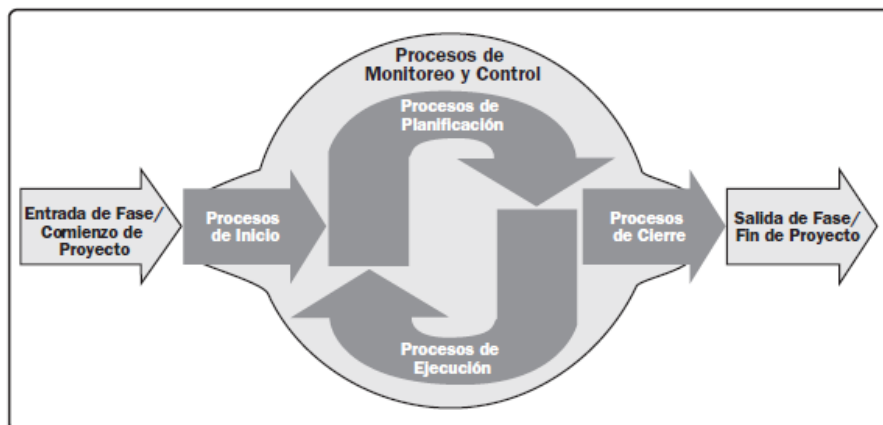 Procesos de
Monitoreo y Control
Procesos de
Planificación
Entrada de Fase/
Comienzo de
Proyecto
Procesos
de Inicio
Procesos
de Cierre
Salida de Fase/
Fin de Proyecto
Procesos de
Ejecución